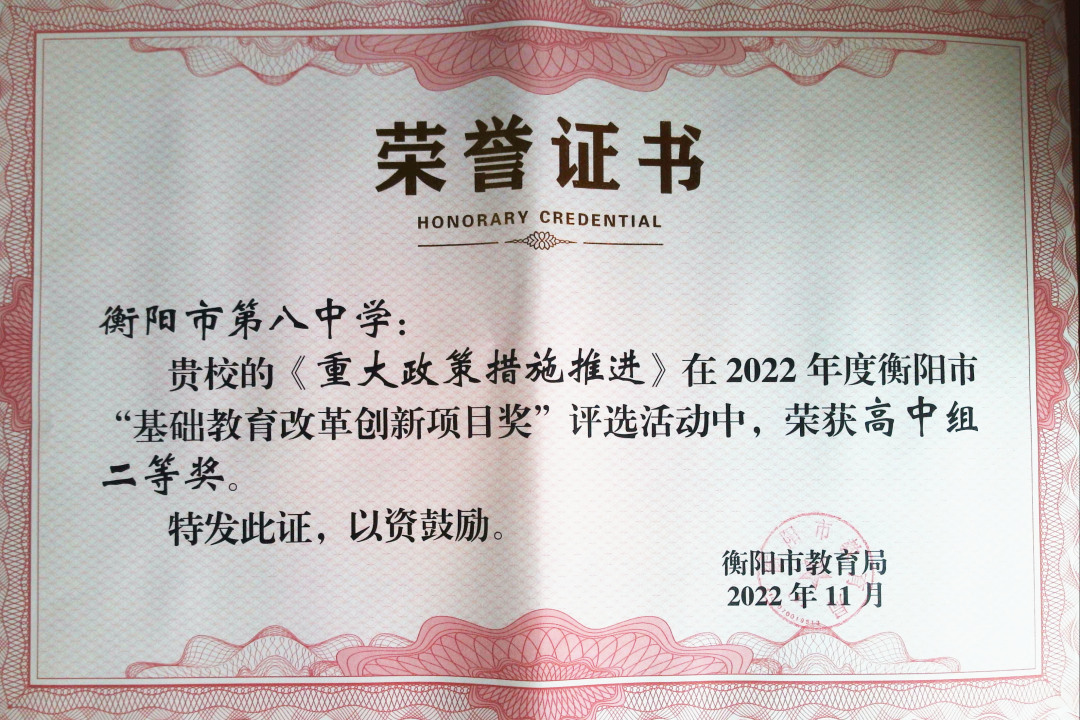 荣誉证书
HONORARY CREDENTIAL
衡阳市第八中学：
贵校的《重大政策措施推进》在2022年度衡阳市
“基础教育改革创新项目奖”评选活动中，荣获高中组
二等奖。
特发此证，以资鼓励。
衡阳市教育局
2022年11月